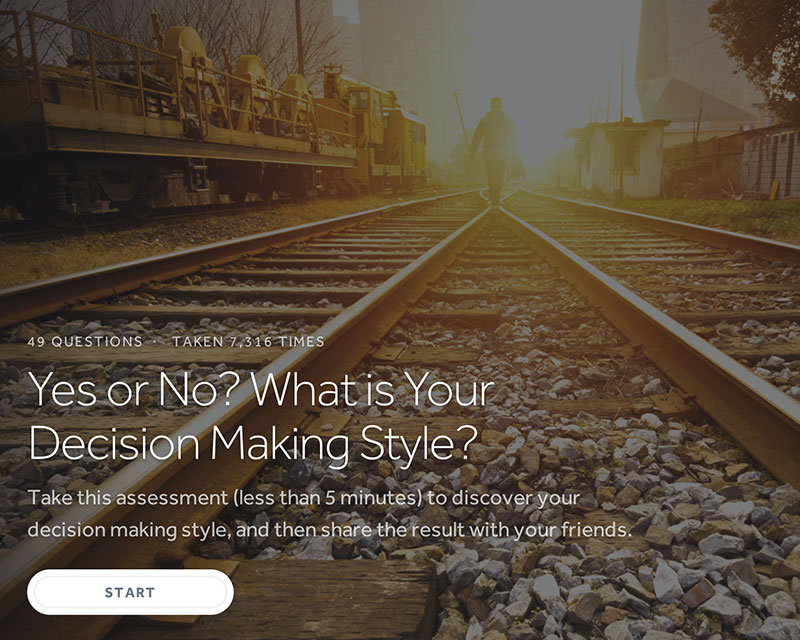 49 QUESTIONS · TAKEN 7,316 TIMES
Yes or No? What is Your
Decision Making Style?
Take this assessment (less than 5 minutes) to discover your
decision making style, and then share the result with your friends.
START